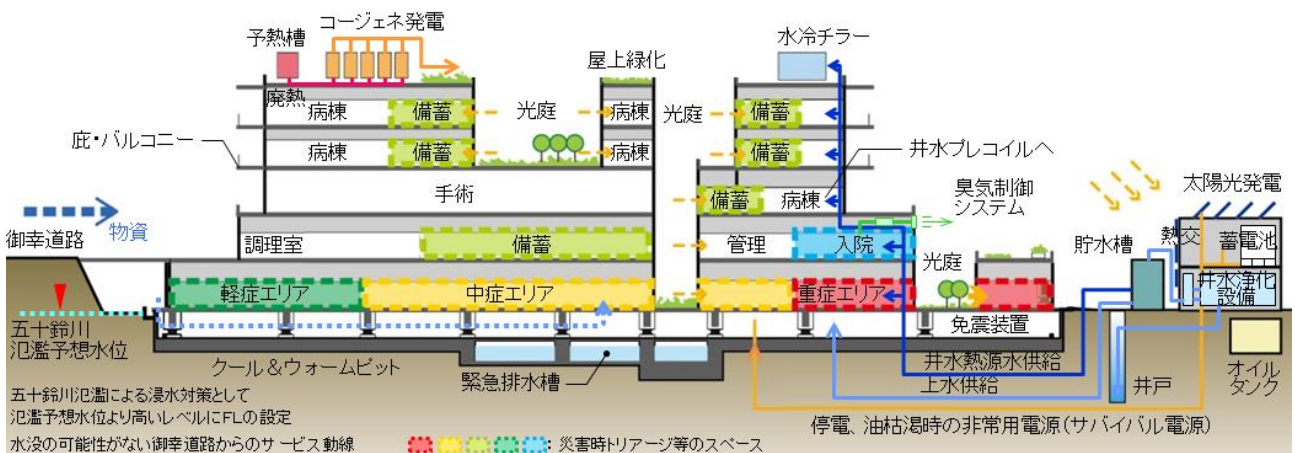 コージェネ発電
予熱槽
水冷チラー
屋上緑化
廃熱
病棟
備蓄
光庭
病棟
光庭
備蓄
庇・バルコニー
病棟
備蓄
病棟
備蓄
井水プレコイルへ
手術
備蓄
病棟
臭気制御
システム
太陽光発電
御幸道路
物資
調理室
備蓄
管理
入院
光庭
貯水槽
熱交
蓄電池
軽症エリア
中症エリア
重症エリア
井水浄化
設備
五十鈴川
氾濫予想水位
免震装置
クール＆ウォームピット
緊急排水槽
井水熱源水供給
上水供給
井戸
オイル
タンク
五十鈴川氾濫による浸水対策として
氾濫予想水位より高いレベルにFLの設定
水没の可能性がない御幸道路からのサービス動線
：災害時トリアージ等のスペース
停電、油枯渇時の非常用電源（サバイバル電源）